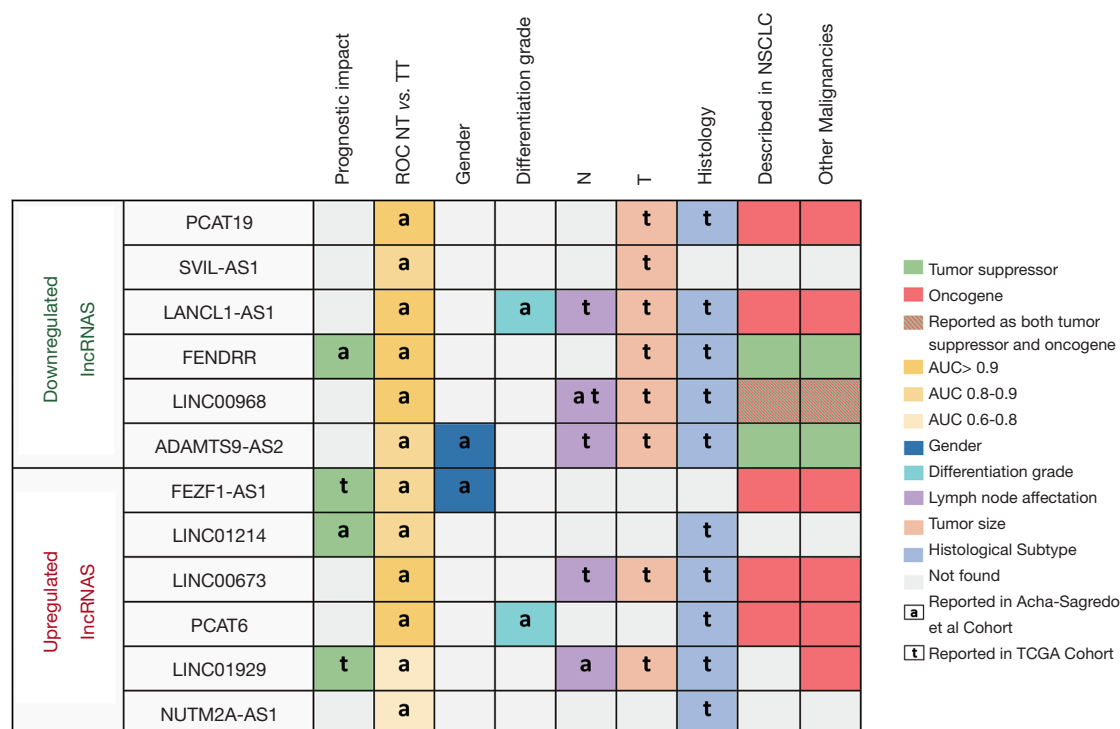 Prognostic impact
ROC NT vs. TT
Gender
Differentiation grade
N
T
Histology
Described in NSCLC
Other Malignancies
Downregulated
lncRNAS
PCAT19 a t t
SVIL-AS1 a t
LANCL1-AS1 a a t t t
FENDRR a a t t
LINC00968 a a t t t
ADAMTS9-AS2 a a t t t
Upregulated
lncRNAS
FEZF1-AS1 t a a
LINC01214 a a t
LINC00673 a t t t
PCAT6 a a t
LINC01929 t a a t t
NUTM2A-AS1 a t
Tumor suppressor
Oncogene
Reported as both tumor
suppressor and oncogene
AUC> 0.9
AUC 0.8-0.9
AUC 0.6-0.8
Gender
Differentiation grade
Lymph node affectation
Tumor size
Histological Subtype
Not found
a Reported in Acha-Sagredo
et al Cohort
t Reported in TCGA Cohort